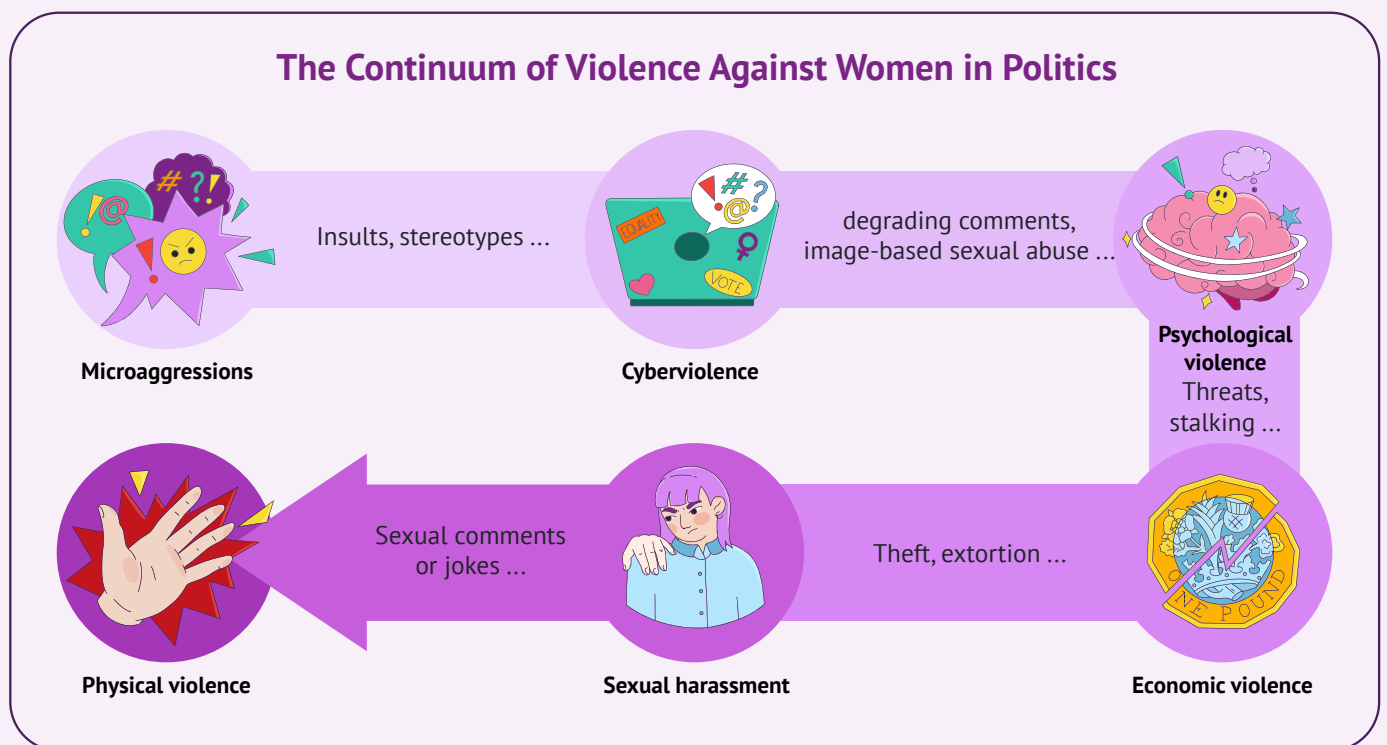 The Continuum of Violence Against Women in Politics
# ? !
! @
!
Insults, stereotypes ...
Microaggressions
! # ?
@
EQUALITY
VOTE
degrading comments,
image-based sexual abuse ...
Cyberviolence
Psychological
violence
Threats,
stalking ...
ONE POUND
Economic violence
Theft, extortion ...
Sexual harassment
Sexual comments
or jokes ...
Physical violence